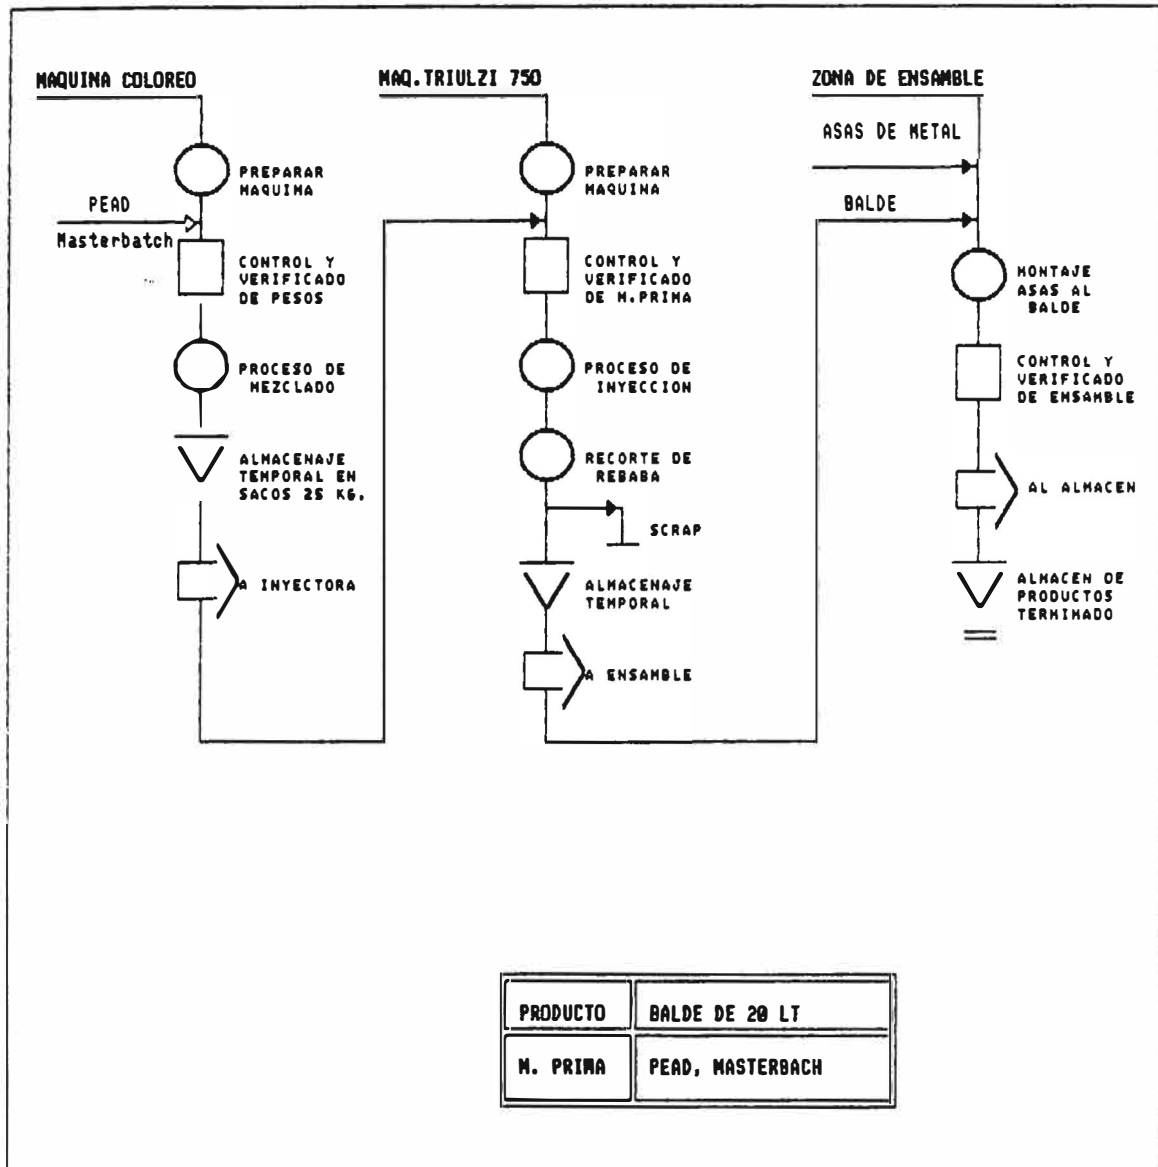 MAQUINA COLOREO
PREPARAR
MAQUINA
PEAD
Masterbatch
CONTROL Y
VERIFICADO
DE PESOS
PROCESO DE
MEZCLADO
ALMACENAJE
TEMPORAL EN
SACOS 25 KG.
A INYECTORA
MAQ.TRIULZI 750
PREPARAR
MAQUINA
CONTROL Y
VERIFICADO
DE M.PRIMA
PROCESO DE
INYECCION
RECORTE DE
REBABA
SCRAP
ALMACENAJE
TEMPORAL
A ENSAMBLE
ZONA DE ENSAMBLE
ASAS DE METAL
BALDE
MONTAJE
ASAS AL
BALDE
CONTROL Y
VERIFICADO
DE ENSAMBLE
AL ALMACEN
ALMACEN DE
PRODUCTOS
TERMINADO
PRODUCTO BALDE DE 20 LT
M. PRIMA PEAD, MASTERBACH